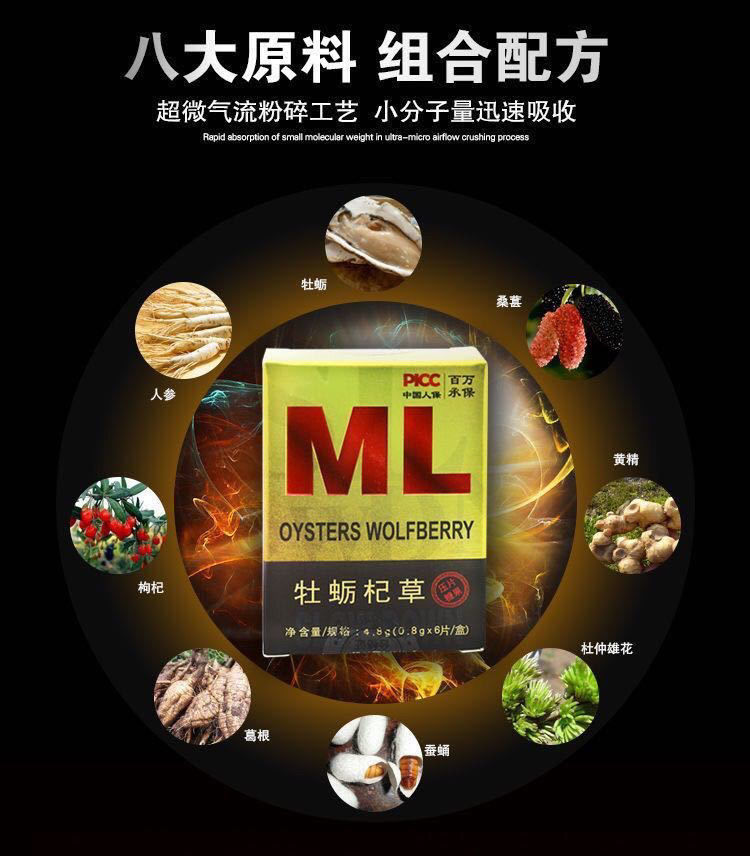 八大原料 组合配方
超微气流粉碎工艺 小分子量迅速吸收
Rapid absorption of small molecular weight in ultra-micro airflow crushing process
牡蛎
桑葚
人参
PICC 百万
中国人保 承保
ML
OYSTERS WOLFBERRY
黄精
枸杞
牡蛎杞草
压片
糖果
净含量/规格：4.8g(0.8gx6片/盒)
杜仲雄花
葛根
蚕蛹